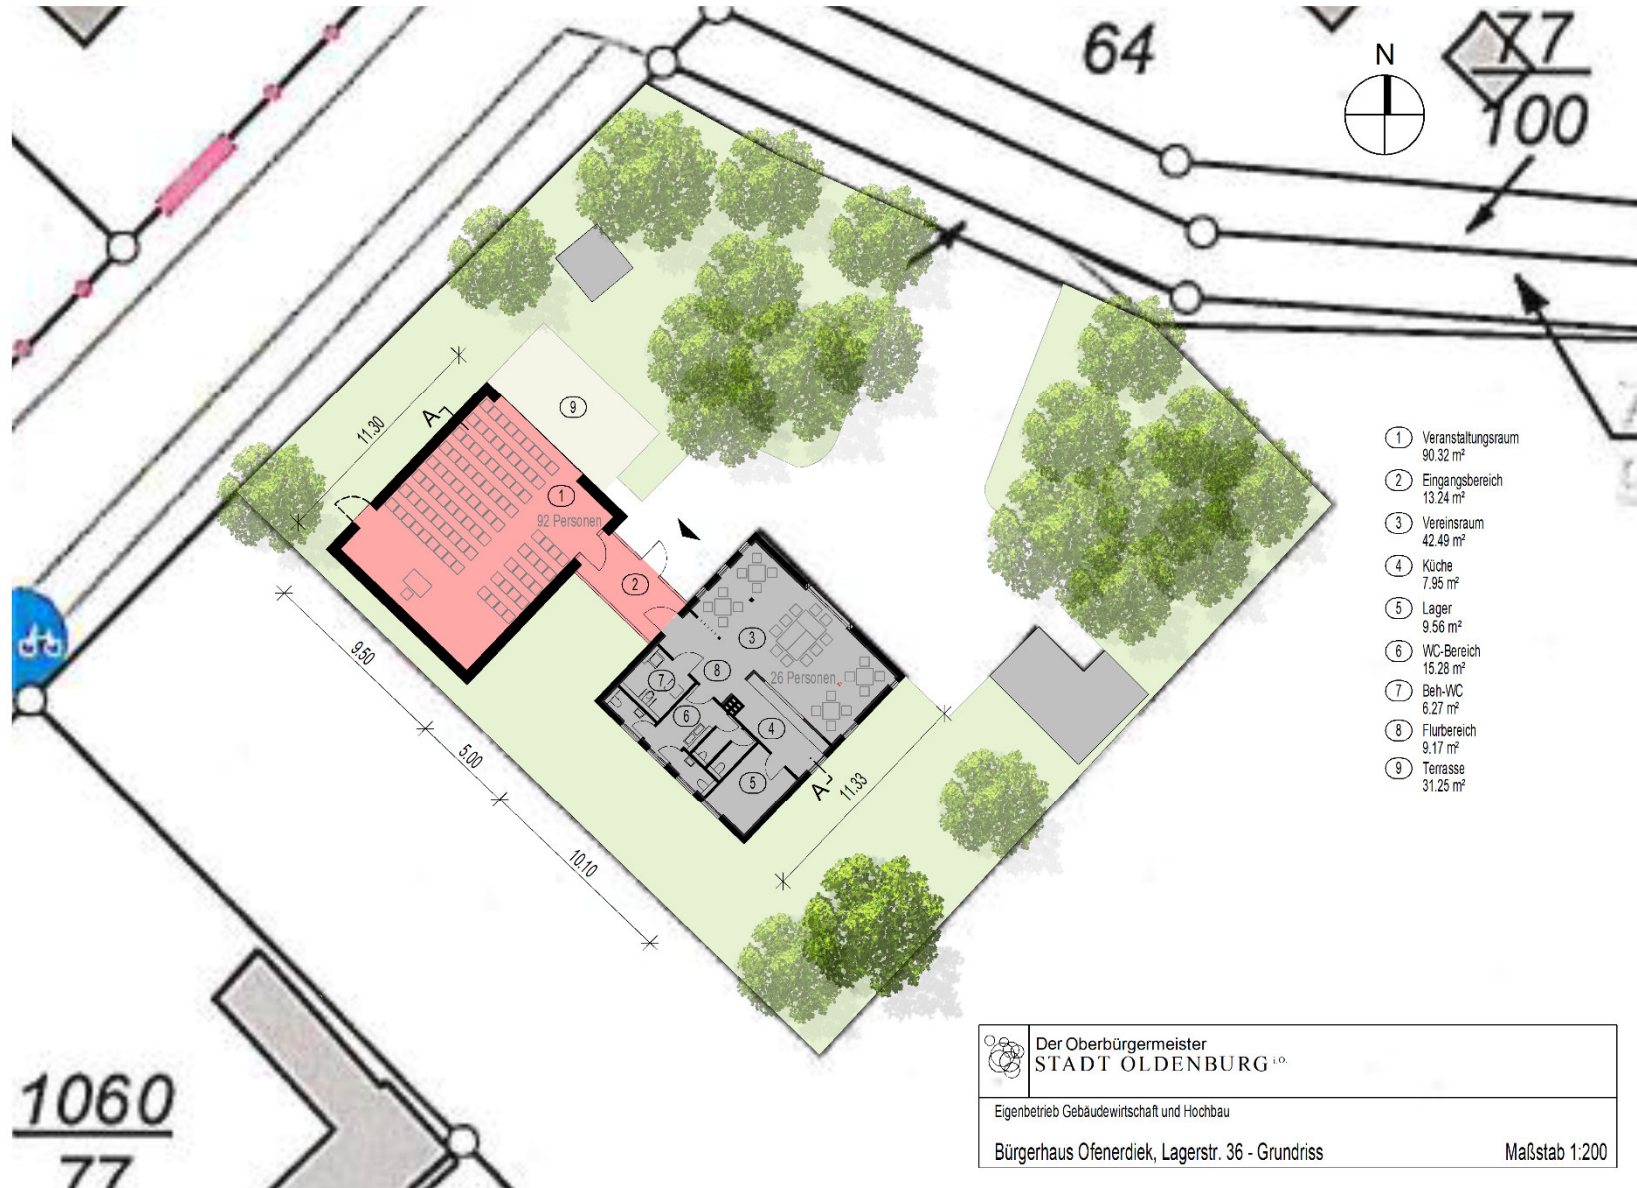 64
77
100
N
A
11.30
9
1
92 Personen
2
3
8
7
26 Personen
6
4
5
A
11.33
9.50
5.00
10.10
1 Veranstaltungsraum
90.32 m²
2 Eingangsbereich
13.24 m²
3 Vereinsraum
42.49 m²
4 Küche
7.95 m²
5 Lager
9.56 m²
6 WC-Bereich
15.28 m²
7 Beh-WC
6.27 m²
8 Flurbereich
9.17 m²
9 Terrasse
31.25 m²
1060
77
Der Oberbürgermeister
STADT OLDENBURG i.O.
Eigenbetrieb Gebäudewirtschaft und Hochbau
Bürgerhaus Ofenerdiek, Lagerstr. 36 - Grundriss Maßstab 1:200